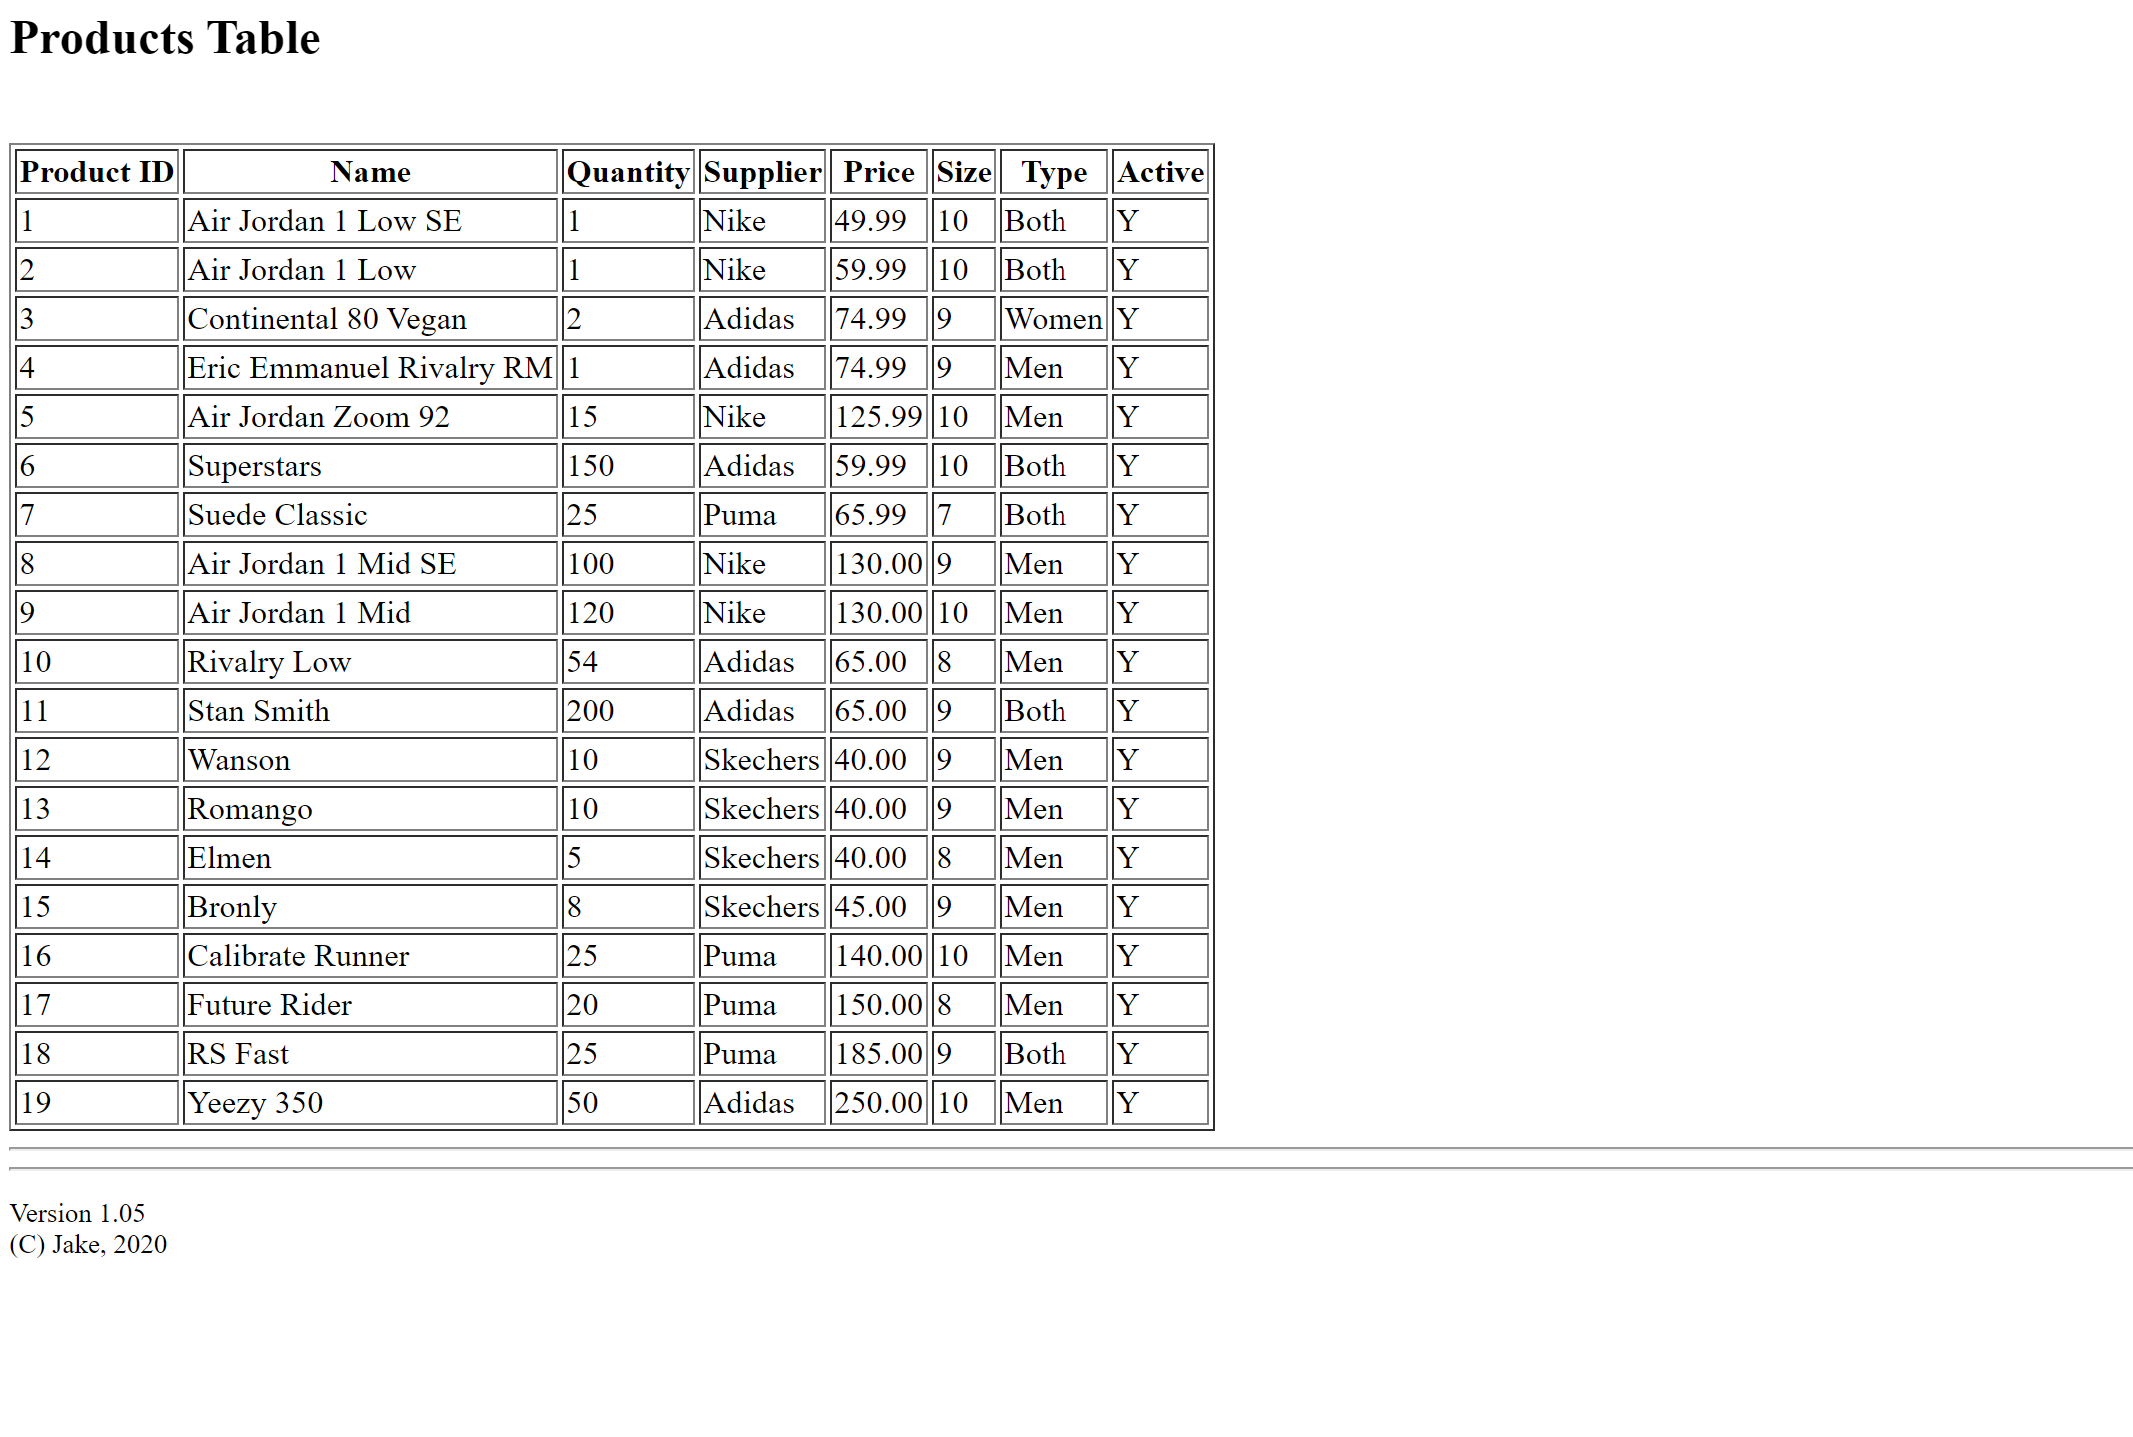 Products Table
Product ID Name Quantity Supplier Price Size Type Active
1 Air Jordan 1 Low SE 1 Nike 49.99 10 Both Y
2 Air Jordan 1 Low 1 Nike 59.99 10 Both Y
3 Continental 80 Vegan 2 Adidas 74.99 9 Women Y
4 Eric Emmanuel Rivalry RM 1 Adidas 74.99 9 Men Y
5 Air Jordan Zoom 92 15 Nike 125.99 10 Men Y
6 Superstars 150 Adidas 59.99 10 Both Y
7 Suede Classic 25 Puma 65.99 7 Both Y
8 Air Jordan 1 Mid SE 100 Nike 130.00 9 Men Y
9 Air Jordan 1 Mid 120 Nike 130.00 10 Men Y
10 Rivalry Low 54 Adidas 65.00 8 Men Y
11 Stan Smith 200 Adidas 65.00 9 Both Y
12 Wanson 10 Skechers 40.00 9 Men Y
13 Romango 10 Skechers 40.00 9 Men Y
14 Elmen 5 Skechers 40.00 8 Men Y
15 Bronly 8 Skechers 45.00 9 Men Y
16 Calibrate Runner 25 Puma 140.00 10 Men Y
17 Future Rider 20 Puma 150.00 8 Men Y
18 RS Fast 25 Puma 185.00 9 Both Y
19 Yeezy 350 50 Adidas 250.00 10 Men Y
Version 1.05
(C) Jake, 2020